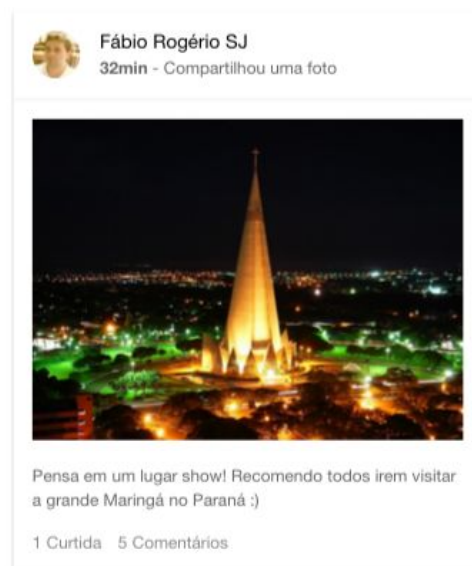 Fábio Rogério SJ
32min - Compartilhou uma foto
Pensa em um lugar show! Recomendo todos irem visitar
a grande Maringá no Paraná :)
1 Curtida 5 Comentários